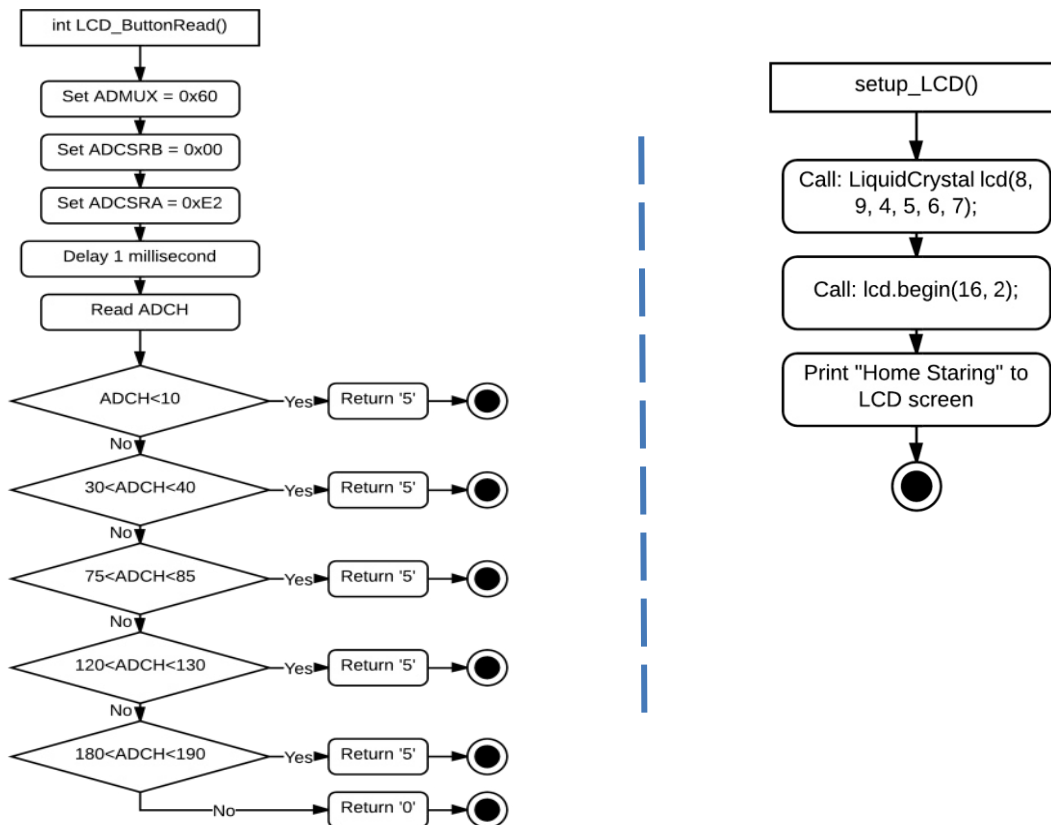 int LCD_ButtonRead()
Set ADMUX = 0x60
Set ADCSRB = 0x00
Set ADCSRA = 0xE2
Delay 1 millisecond
Read ADCH
ADCH<10
Yes
Return '5'
No
30<ADCH<40
Yes
Return '5'
No
75<ADCH<85
Yes
Return '5'
No
120<ADCH<130
Yes
Return '5'
No
180<ADCH<190
Yes
Return '5'
No
Return '0'
setup_LCD()
Call: LiquidCrystal lcd(8,
9, 4, 5, 6, 7);
Call: lcd.begin(16, 2);
Print "Home Staring" to
LCD screen